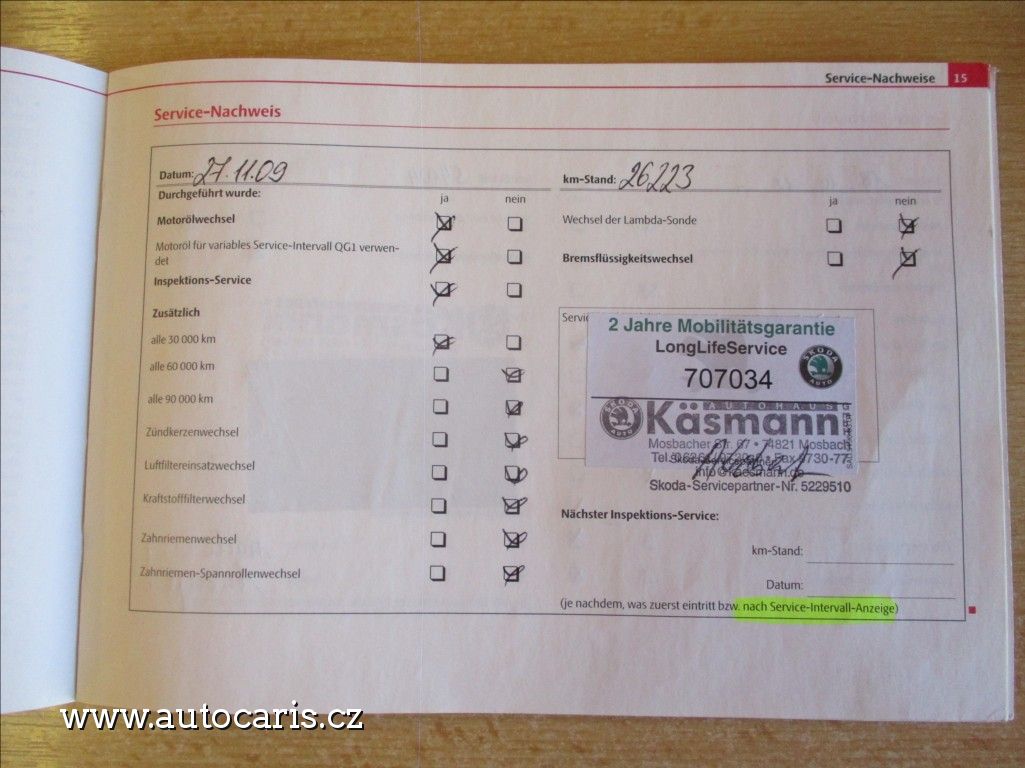 Service-Nachweise 15
Service-Nachweis
Datum: 27.11.09
Durchgeführt wurde: ja nein
Motorölwechsel
Motoröl für variables Service-Intervall QG1 verwen-
det
Inspektions-Service
Zusätzlich
alle 30 000 km
alle 60 000 km
alle 90 000 km
Zündkerzenwechsel
Luftfiltereinsatzwechsel
Kraftstofffilterwechsel
Zahnriemenwechsel
Zahnriemen-Spannrollenwechsel
km-Stand: 26223
ja nein
Wechsel der Lambda-Sonde
Bremsflüssigkeitswechsel
2 Jahre Mobilitätsgarantie
LongLifeService
707034
SKODA
AUTO
AUTOHAUS
Käsmann
SKODA
AUTO
Mosbacher Str. 67 • 74821 Mosbach
Skoda-Servicepartner-Nr. 5229510
Nächster Inspektions-Service:
km-Stand:
Datum:
(je nachdem, was zuerst eintritt bzw. nach Service-Intervall-Anzeige)
www.autocaris.cz